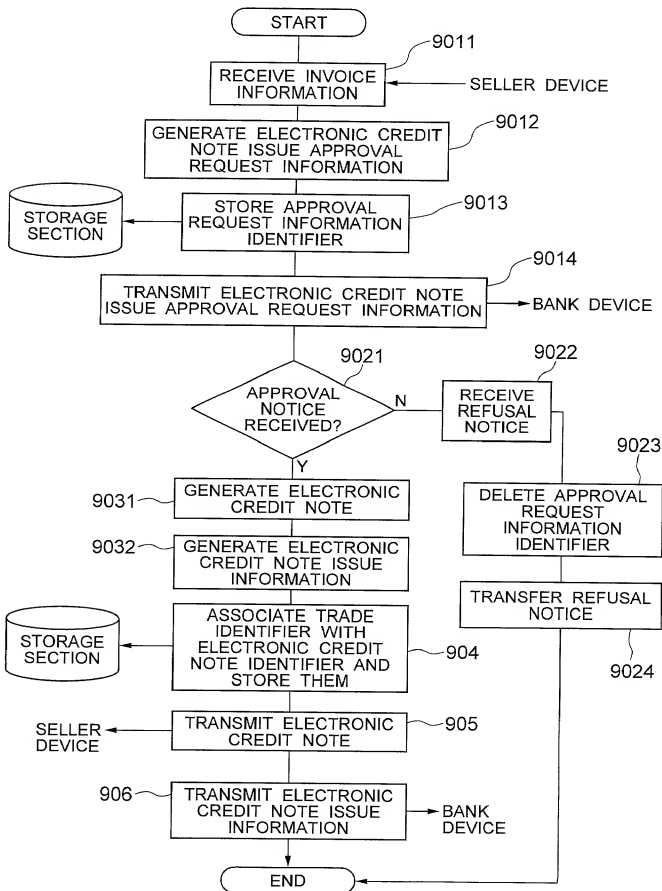 START
9011
RECEIVE INVOICE
INFORMATION
SELLER DEVICE
9012
GENERATE ELECTRONIC CREDIT
NOTE ISSUE APPROVAL
REQUEST INFORMATION
9013
STORAGE
SECTION
STORE APPROVAL
REQUEST INFORMATION
IDENTIFIER
9014
TRANSMIT ELECTRONIC CREDIT NOTE
ISSUE APPROVAL REQUEST INFORMATION
BANK DEVICE
9021
APPROVAL
NOTICE
RECEIVED?
N
Y
9022
RECEIVE
REFUSAL
NOTICE
9023
DELETE APPROVAL
REQUEST
INFORMATION
IDENTIFIER
TRANSFER REFUSAL
NOTICE
9024
9031
GENERATE ELECTRONIC
CREDIT NOTE
9032
GENERATE ELECTRONIC
CREDIT NOTE ISSUE
INFORMATION
STORAGE
SECTION
ASSOCIATE TRADE
IDENTIFIER WITH
ELECTRONIC CREDIT
NOTE IDENTIFIER AND
STORE THEM
904
SELLER
DEVICE
TRANSMIT ELECTRONIC
CREDIT NOTE
905
906
TRANSMIT ELECTRONIC
CREDIT NOTE ISSUE
INFORMATION
BANK
DEVICE
END